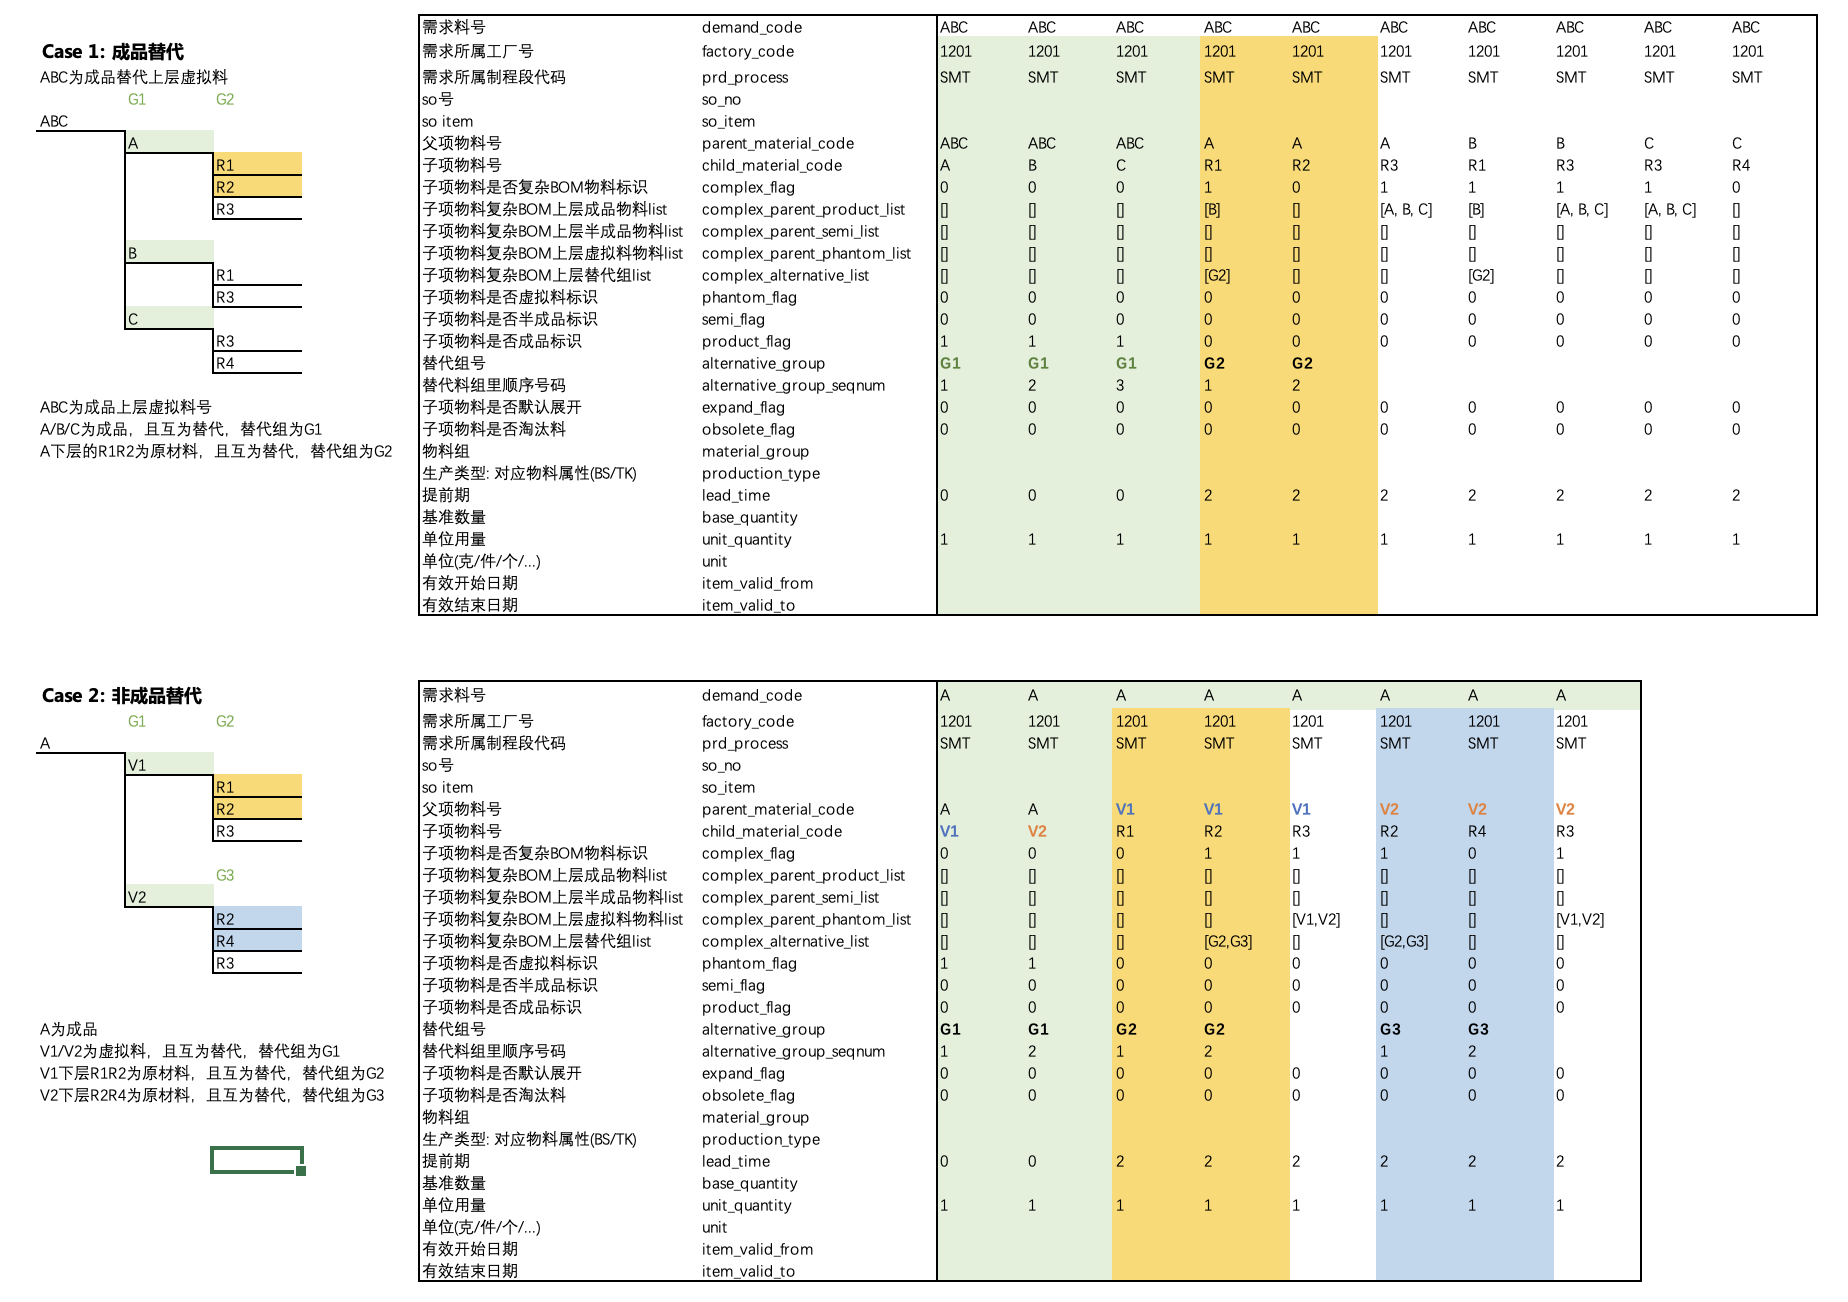 Case 1: 成品替代
ABC为成品替代上层虚拟料
G1 G2
ABC
A
R1
R2
R3
B
R1
R3
C
R3
R4
ABC为成品上层虚拟料号
A/B/C为成品，且互为替代，替代组为G1
A下层的R1R2为原材料，且互为替代，替代组为G2
需求料号 demand_code ABC ABC ABC ABC ABC ABC ABC ABC ABC ABC
需求所属工厂号 factory_code 1201 1201 1201 1201 1201 1201 1201 1201 1201 1201
需求所属制程段代码 prd_process SMT SMT SMT SMT SMT SMT SMT SMT SMT SMT
so号 so_no
so item so_item
父项物料号 parent_material_code ABC ABC ABC A A A B B C C
子项物料号 child_material_code A B C R1 R2 R3 R1 R3 R3 R4
子项物料是否复杂BOM物料标识 complex_flag 0 0 0 1 0 1 1 1 1 0
子项物料复杂BOM上层成品物料list complex_parent_product_list [] [] [] [B] [] [A, B, C] [B] [A, B, C] [A, B, C] []
子项物料复杂BOM上层半成品物料list complex_parent_semi_list [] [] [] [] [] [] [] [] [] []
子项物料复杂BOM上层虚拟料物料list complex_parent_phantom_list [] [] [] [] [] [] [] [] [] []
子项物料复杂BOM上层替代组list complex_alternative_list [] [] [] [G2] [] [] [G2] [] [] []
子项物料是否虚拟料标识 phantom_flag 0 0 0 0 0 0 0 0 0 0
子项物料是否半成品标识 semi_flag 0 0 0 0 0 0 0 0 0 0
子项物料是否成品标识 product_flag 1 1 1 0 0 0 0 0 0 0
替代组号 alternative_group G1 G1 G1 G2 G2
替代料组里顺序号码 alternative_group_seqnum 1 2 3 1 2
子项物料是否默认展开 expand_flag 0 0 0 0 0 0 0 0 0 0
子项物料是否淘汰料 obsolete_flag 0 0 0 0 0 0 0 0 0 0
物料组 material_group
生产类型: 对应物料属性(BS/TK) production_type
提前期 lead_time 0 0 0 2 2 2 2 2 2 2
基准数量 base_quantity
单位用量 unit_quantity 1 1 1 1 1 1 1 1 1 1
单位(克/件/个/...) unit
有效开始日期 item_valid_from
有效结束日期 item_valid_to
Case 2: 非成品替代
G1 G2
A
V1
R1
R2
R3
G3
V2
R2
R4
R3
A为成品
V1/V2为虚拟料，且互为替代，替代组为G1
V1下层R1R2为原材料，且互为替代，替代组为G2
V2下层R2R4为原材料，且互为替代，替代组为G3
需求料号 demand_code A A A A A A A A
需求所属工厂号 factory_code 1201 1201 1201 1201 1201 1201 1201 1201
需求所属制程段代码 prd_process SMT SMT SMT SMT SMT SMT SMT SMT
so号 so_no
so item so_item
父项物料号 parent_material_code A A V1 V1 V1 V2 V2 V2
子项物料号 child_material_code V1 V2 R1 R2 R3 R2 R4 R3
子项物料是否复杂BOM物料标识 complex_flag 0 0 0 1 1 1 0 1
子项物料复杂BOM上层成品物料list complex_parent_product_list [] [] [] [] [] [] [] []
子项物料复杂BOM上层半成品物料list complex_parent_semi_list [] [] [] [] [] [] [] []
子项物料复杂BOM上层虚拟料物料list complex_parent_phantom_list [] [] [] [] [V1,V2] [] [] [V1,V2]
子项物料复杂BOM上层替代组list complex_alternative_list [] [] [] [G2,G3] [] [G2,G3] [] []
子项物料是否虚拟料标识 phantom_flag 1 1 0 0 0 0 0 0
子项物料是否半成品标识 semi_flag 0 0 0 0 0 0 0 0
子项物料是否成品标识 product_flag 0 0 0 0 0 0 0 0
替代组号 alternative_group G1 G1 G2 G2 G3 G3
替代料组里顺序号码 alternative_group_seqnum 1 2 1 2 1 2
子项物料是否默认展开 expand_flag 0 0 0 0 0 0 0 0
子项物料是否淘汰料 obsolete_flag 0 0 0 0 0 0 0 0
物料组 material_group
生产类型: 对应物料属性(BS/TK) production_type
提前期 lead_time 0 0 2 2 2 2 2 2
基准数量 base_quantity
单位用量 unit_quantity 1 1 1 1 1 1 1 1
单位(克/件/个/...) unit
有效开始日期 item_valid_from
有效结束日期 item_valid_to